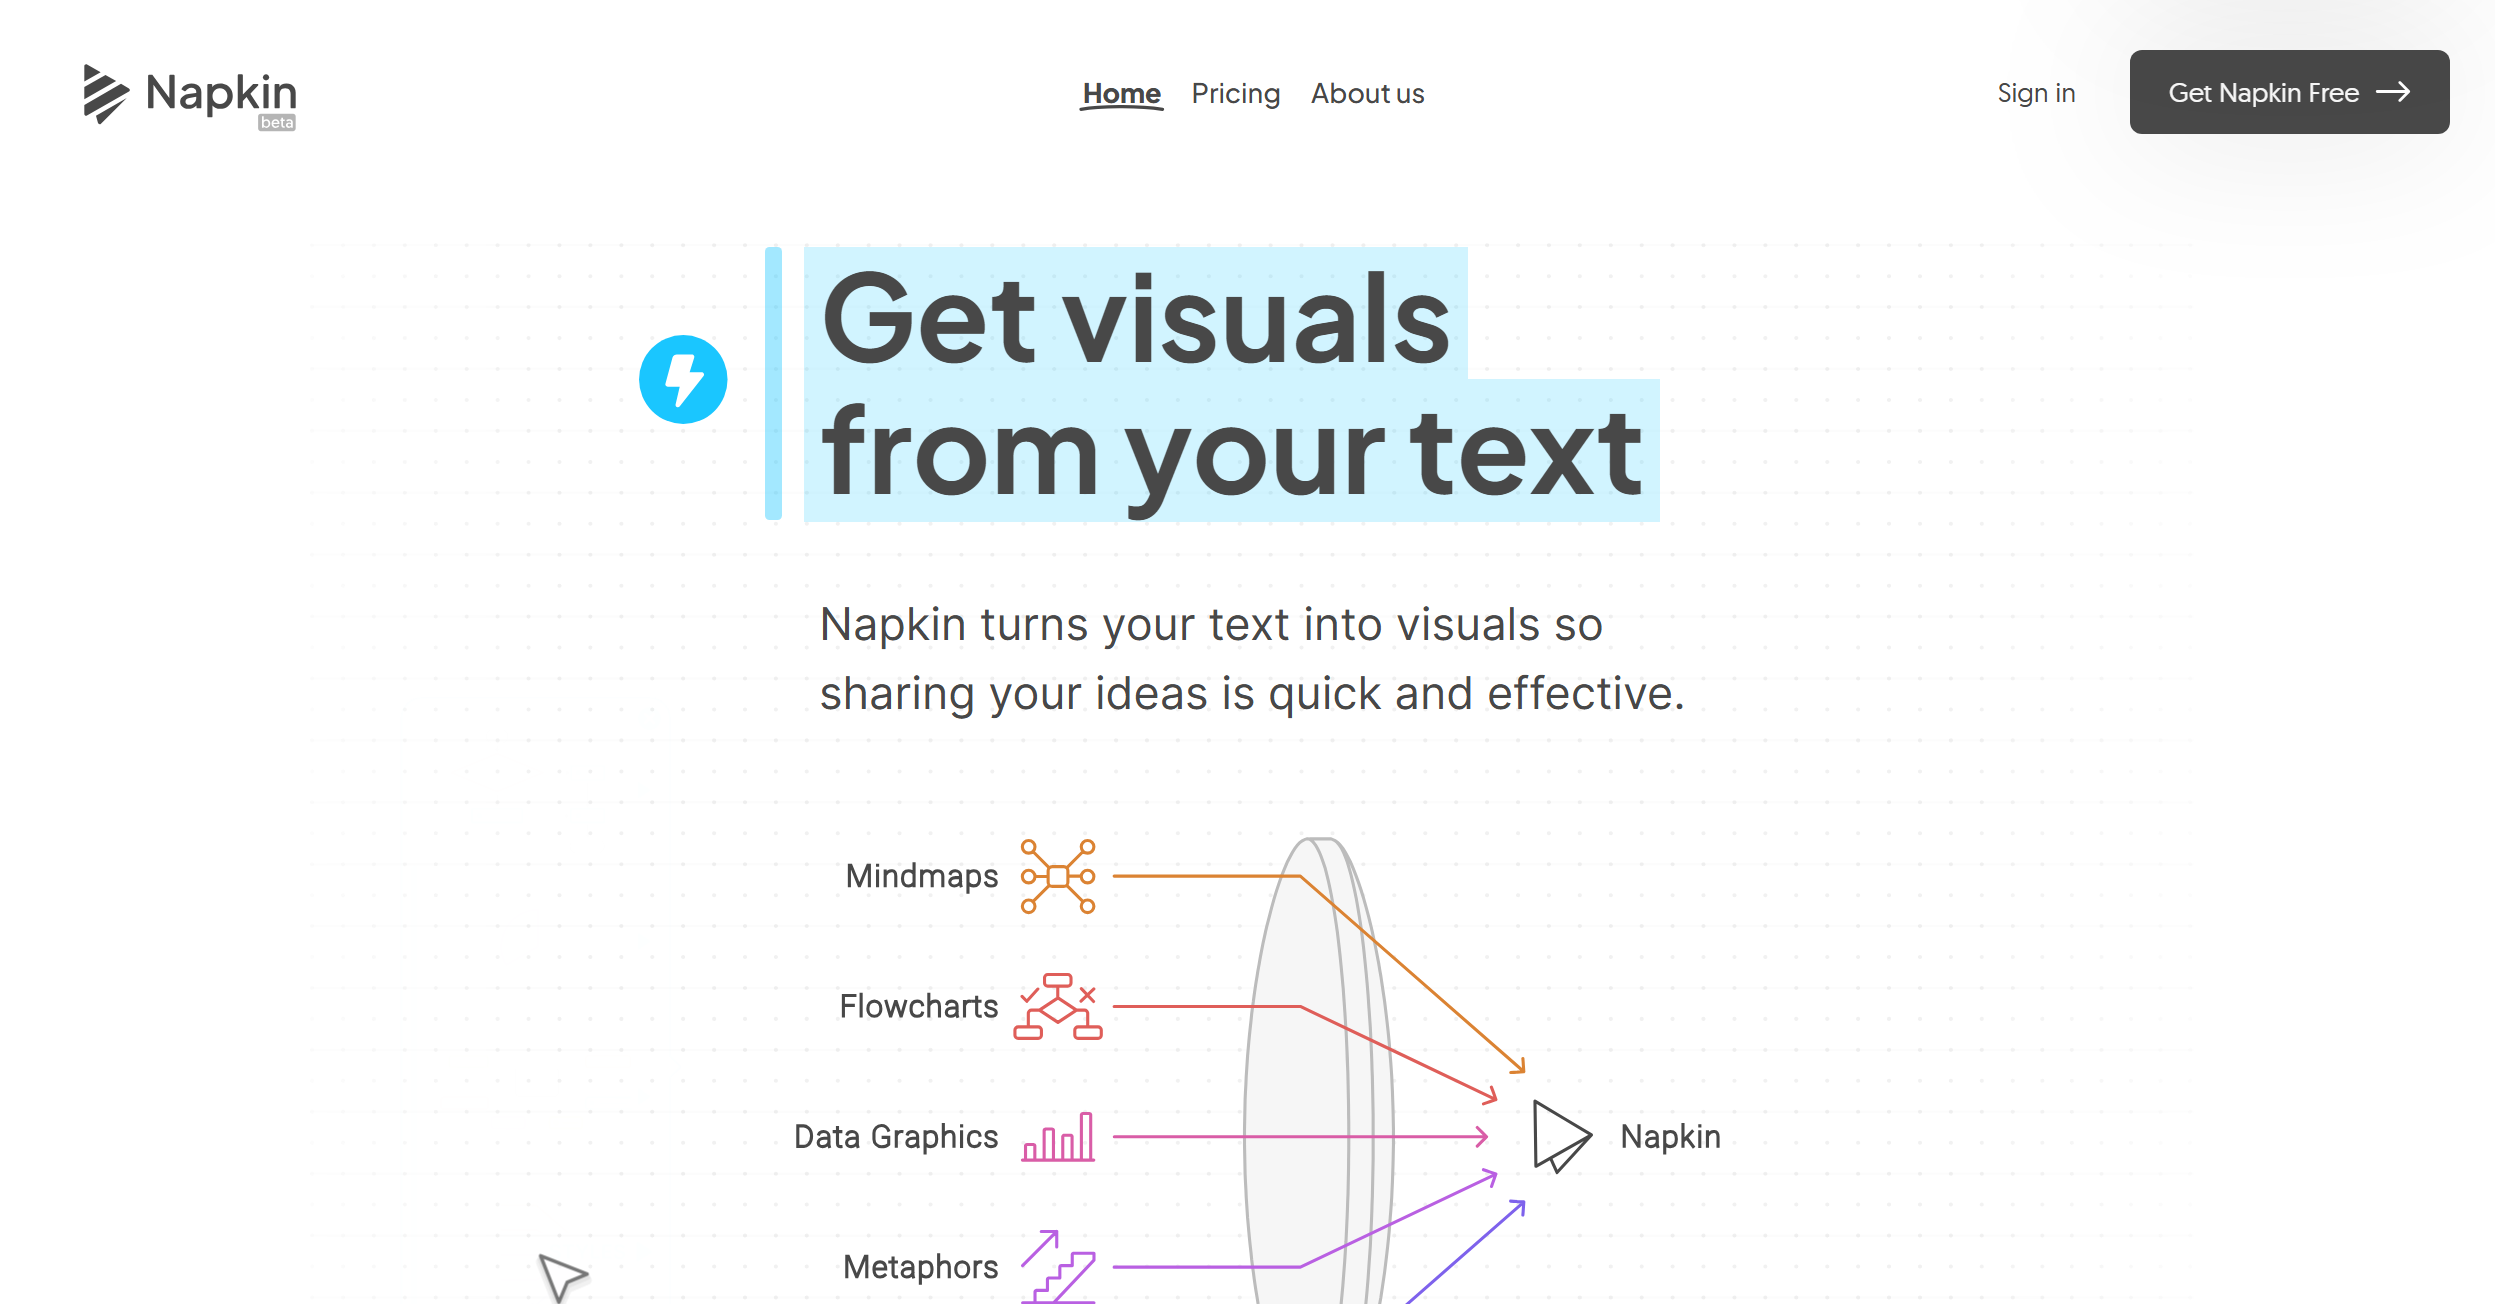 Napkin
beta
Home
Pricing
About us
Sign in
Get Napkin Free
Get visuals
from your text
Napkin turns your text into visuals so
sharing your ideas is quick and effective.
Mindmaps
Flowcharts
Data Graphics
Napkin
Metaphors